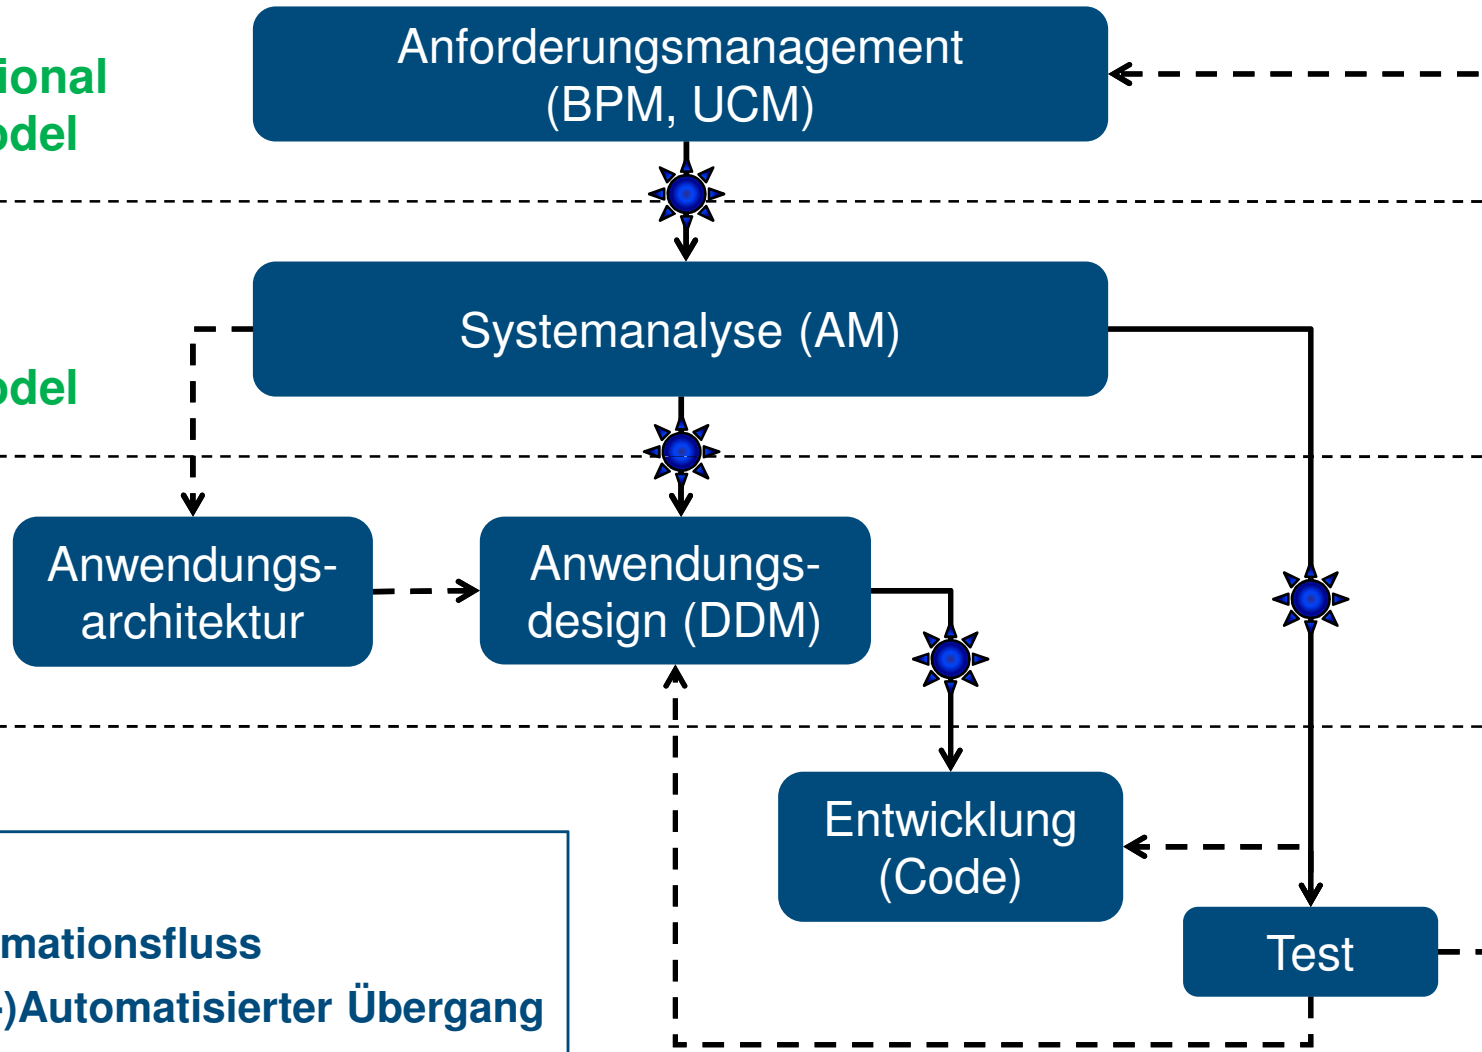 Anforderungsmanagement
(BPM, UCM)
ional
odel
Systemanalyse (AM)
odel
Anwendungs-
architektur
Anwendungs-
design (DDM)
Entwicklung
(Code)
Test
mationsfluss
-)Automatisierter Übergang